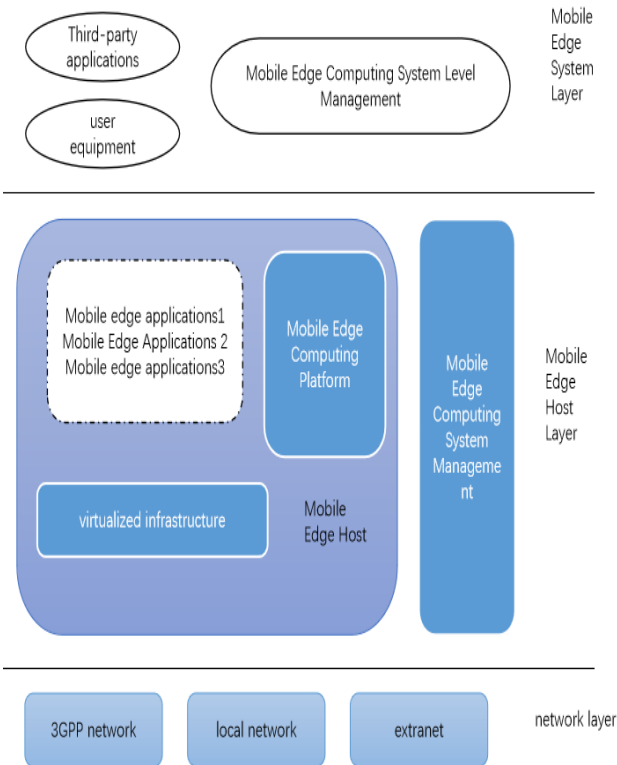 Third-party
applications
user
equipment
Mobile Edge Computing System Level
Management
Mobile
Edge
System
Layer
Mobile edge applications1
Mobile Edge Applications 2
Mobile edge applications3
Mobile Edge
Computing
Platform
virtualized infrastructure
Mobile
Edge Host
Mobile
Edge
Computing
System
Manageme
nt
Mobile
Edge
Host
Layer
3GPP network
local network
extranet
network layer